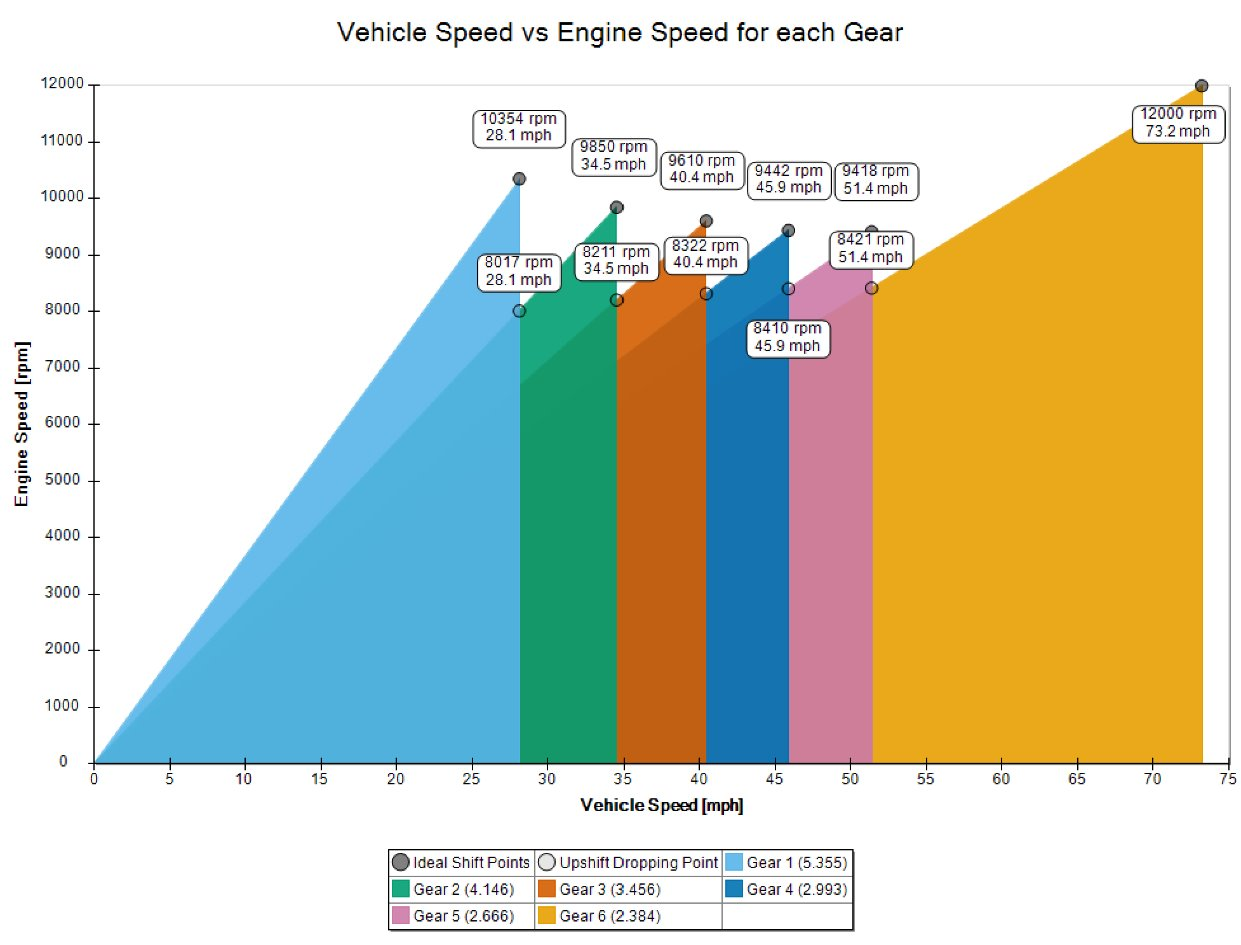 Vehicle Speed vs Engine Speed for each Gear
12000
11000
10000
9000
8000
7000
6000
5000
4000
3000
2000
1000
0
Engine Speed [rpm]
10354 rpm
28.1 mph
9850 rpm
34.5 mph
9610 rpm
40.4 mph
9442 rpm
45.9 mph
9418 rpm
51.4 mph
12000 rpm
73.2 mph
8017 rpm
28.1 mph
8211 rpm
34.5 mph
8322 rpm
40.4 mph
8421 rpm
51.4 mph
8410 rpm
45.9 mph
0 5 10 15 20 25 30 35 40 45 50 55 60 65 70 75
Vehicle Speed [mph]
Ideal Shift Points Upshift Dropping Point Gear 1 (5.355)
Gear 2 (4.146) Gear 3 (3.456) Gear 4 (2.993)
Gear 5 (2.666) Gear 6 (2.384)